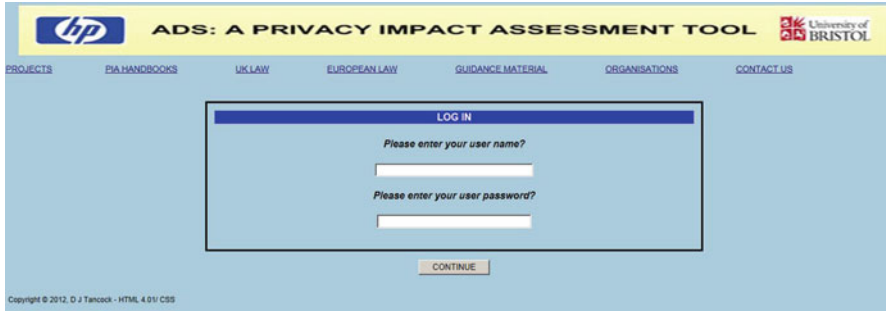 hp ADS: A PRIVACY IMPACT ASSESSMENT TOOL University of BRISTOL
PROJECTS PIA HANDBOOKS UK LAW EUROPEAN LAW GUIDANCE MATERIAL ORGANISATIONS CONTACT US
LOG IN
Please enter your user name?
Please enter your user password?
CONTINUE
Copyright © 2012, D J Tancock - HTML 4.01/ CSS